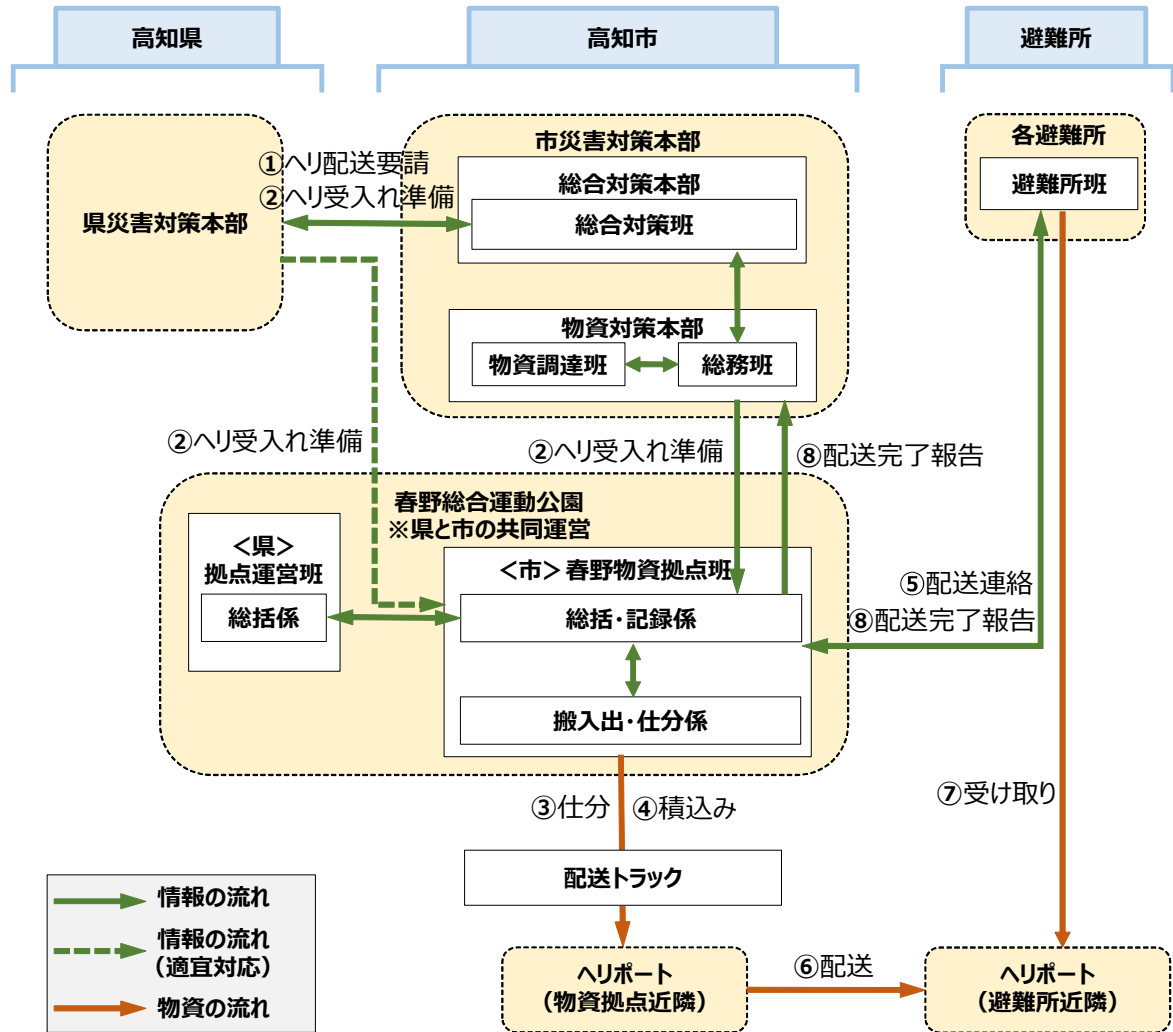 高知県
高知市
避難所
県災害対策本部
①ヘリ配送要請
②ヘリ受入れ準備
市災害対策本部
総合対策本部
総合対策班
物資対策本部
物資調達班
総務班
各避難所
避難所班
②ヘリ受入れ準備
②ヘリ受入れ準備
⑧配送完了報告
春野総合運動公園
※県と市の共同運営
＜県＞
拠点運営班
総括係
＜市＞春野物資拠点班
総括・記録係
搬入出・仕分係
⑤配送連絡
⑧配送完了報告
③仕分
④積込み
⑦受け取り
配送トラック
ヘリポート
（物資拠点近隣）
⑥配送
ヘリポート
（避難所近隣）
情報の流れ
情報の流れ
（適宜対応）
物資の流れ